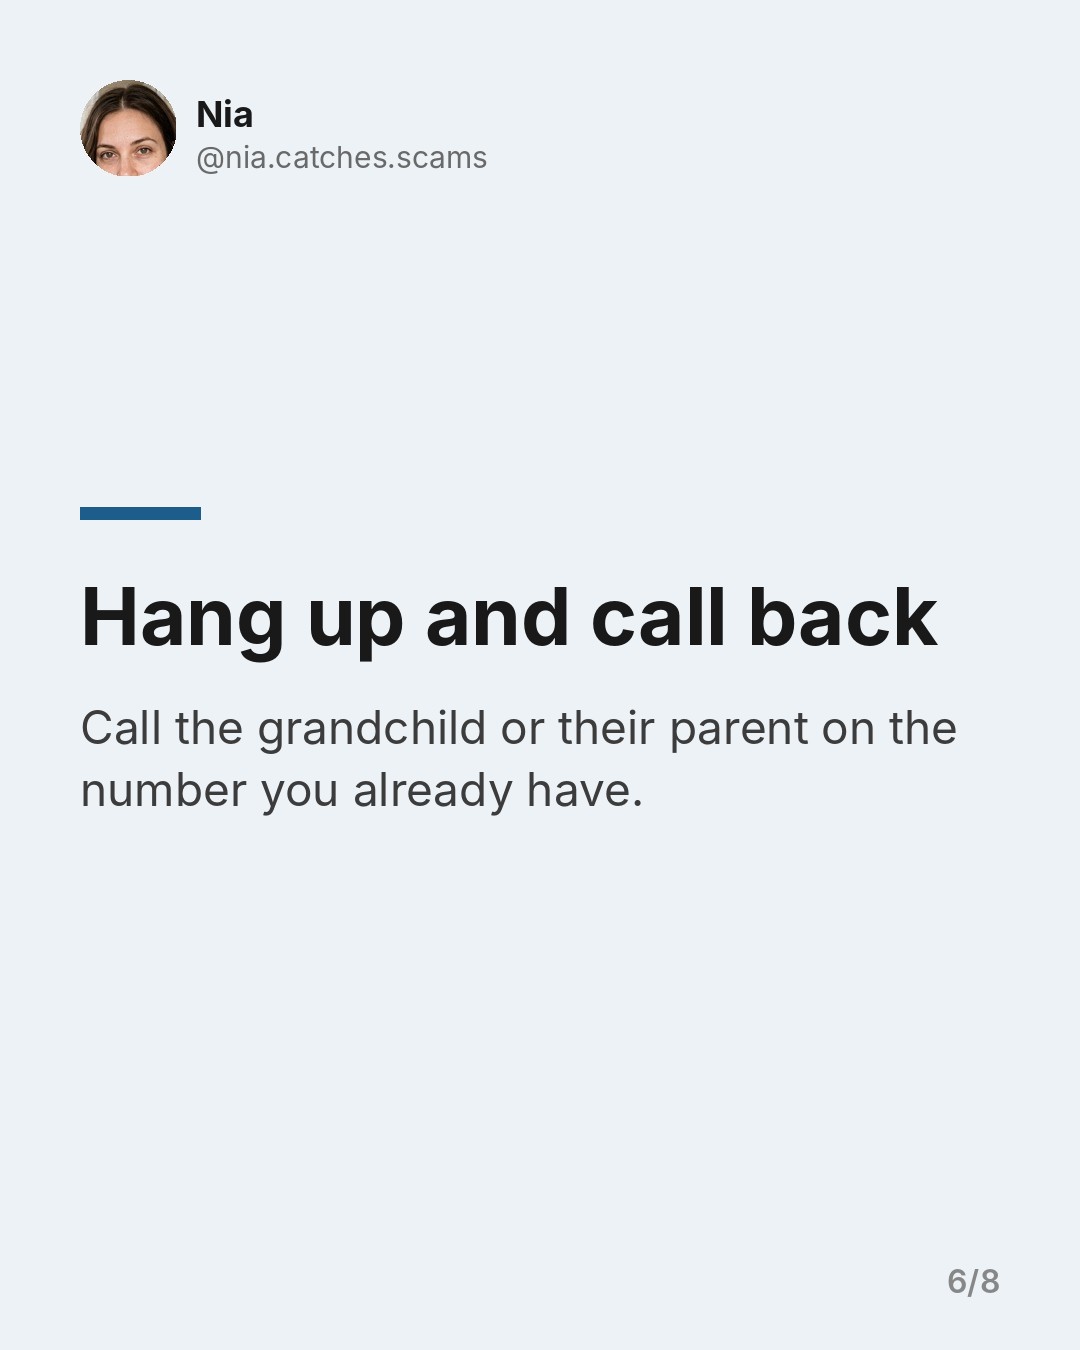 Nia
@nia.catches.scams
Hang up and call back
Call the grandchild or their parent on the
number you already have.
6/8